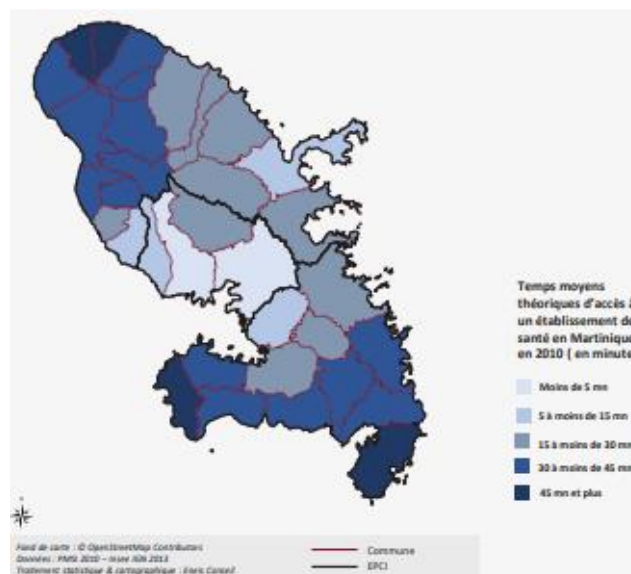 Temps moyens
théoriques d'accès à
un établissement de
santé en Martinique
en 2010 ( en minute
Moins de 5 mn
5 à moins de 15 mn
15 à moins de 30 mn
30 à moins de 45 mn
45 mn et plus
Fond de carte : © OpenStreetMap Contributors
Données : PMSI 2010 – Insee IGN 2013
Traitement statistique & cartographique : Eneis Conseil
Commune
EPCI